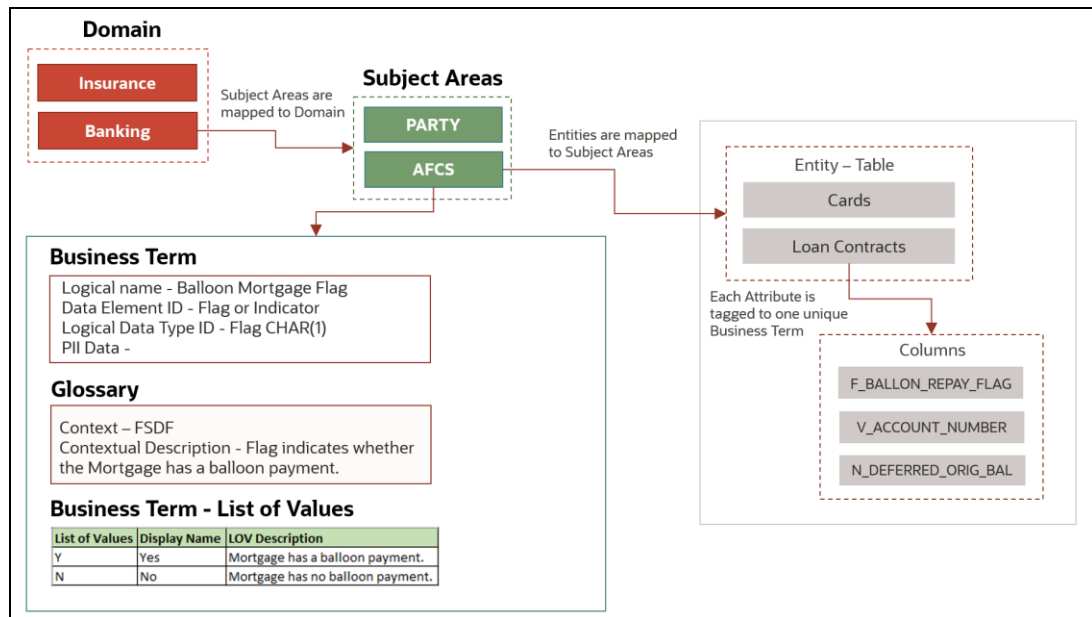 Domain
Insurance
Banking
Subject Areas are
mapped to Domain
Subject Areas
PARTY
AFCS
Entities are mapped
to Subject Areas
Entity – Table
Cards
Loan Contracts
Each Attribute is
tagged to one unique
Business Term
Columns
F_BALLON_REPAY_FLAG
V_ACCOUNT_NUMBER
N_DEFERRED_ORIG_BAL
Business Term
Logical name - Balloon Mortgage Flag
Data Element ID - Flag or Indicator
Logical Data Type ID - Flag CHAR(1)
PII Data -
Glossary
Context – FSDF
Contextual Description - Flag indicates whether
the Mortgage has a balloon payment.
Business Term - List of Values
List of Values Display Name LOV Description
Y Yes Mortgage has a balloon payment.
N No Mortgage has no balloon payment.